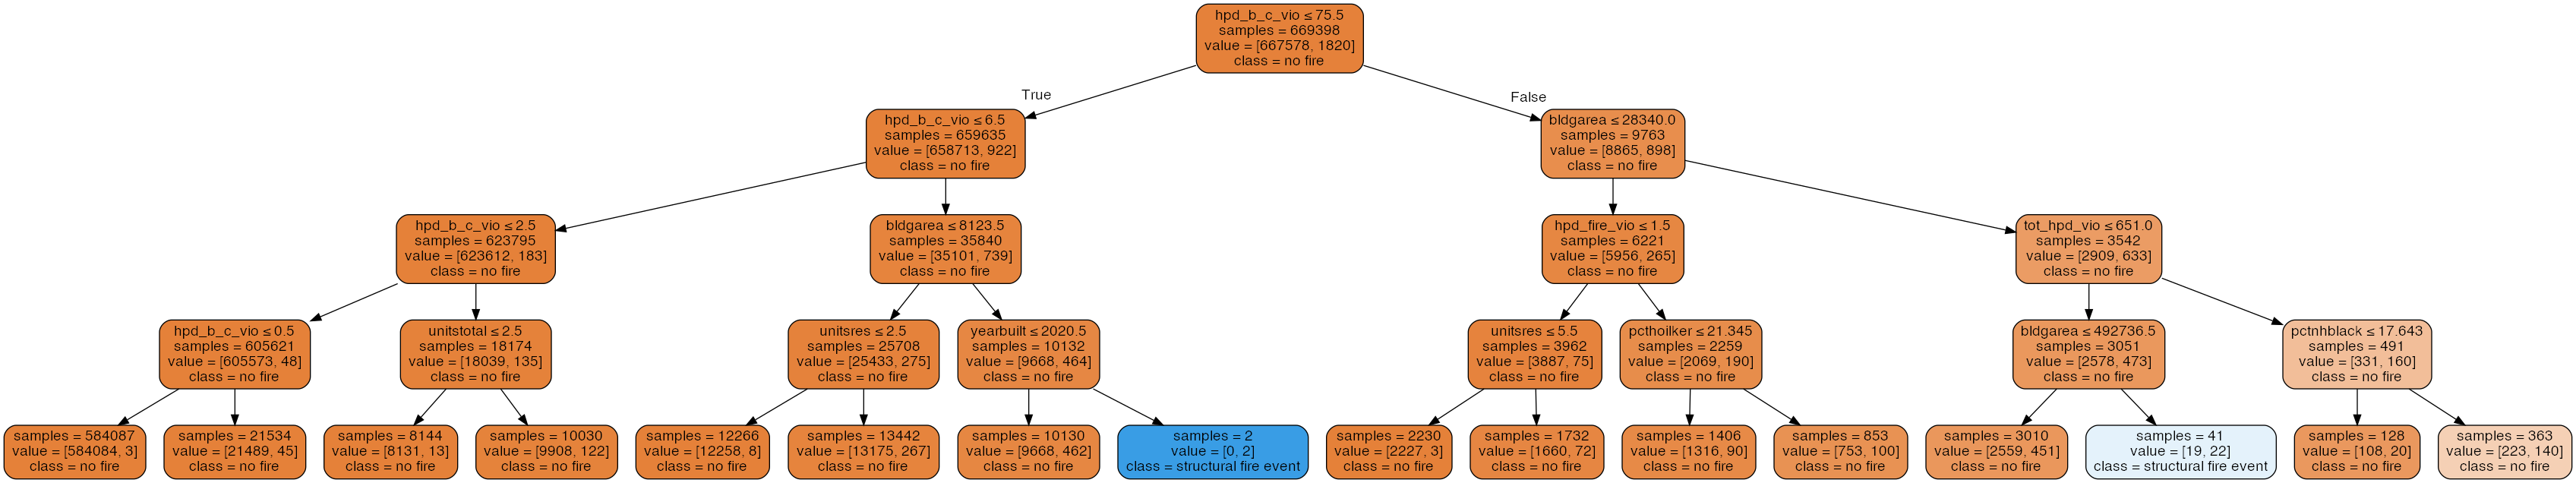 hpd_b_c_vio ≤ 75.5
samples = 669398
value = [667578, 1820]
class = no fire
True
False
hpd_b_c_vio ≤ 6.5
samples = 659635
value = [658713, 922]
class = no fire
bldgarea ≤ 28340.0
samples = 9763
value = [8865, 898]
class = no fire
hpd_b_c_vio ≤ 2.5
samples = 623795
value = [623612, 183]
class = no fire
bldgarea ≤ 8123.5
samples = 35840
value = [35101, 739]
class = no fire
hpd_fire_vio ≤ 1.5
samples = 6221
value = [5956, 265]
class = no fire
tot_hpd_vio ≤ 651.0
samples = 3542
value = [2909, 633]
class = no fire
hpd_b_c_vio ≤ 0.5
samples = 605621
value = [605573, 48]
class = no fire
unitstotal ≤ 2.5
samples = 18174
value = [18039, 135]
class = no fire
unitsres ≤ 2.5
samples = 25708
value = [25433, 275]
class = no fire
yearbuilt ≤ 2020.5
samples = 10132
value = [9668, 464]
class = no fire
unitsres ≤ 5.5
samples = 3962
value = [3887, 75]
class = no fire
pcthoilker ≤ 21.345
samples = 2259
value = [2069, 190]
class = no fire
bldgarea ≤ 492736.5
samples = 3051
value = [2578, 473]
class = no fire
pctnhblack ≤ 17.643
samples = 491
value = [331, 160]
class = no fire
samples = 584087
value = [584084, 3]
class = no fire
samples = 21534
value = [21489, 45]
class = no fire
samples = 8144
value = [8131, 13]
class = no fire
samples = 10030
value = [9908, 122]
class = no fire
samples = 12266
value = [12258, 8]
class = no fire
samples = 13442
value = [13175, 267]
class = no fire
samples = 10130
value = [9668, 462]
class = no fire
samples = 2
value = [0, 2]
class = structural fire event
samples = 2230
value = [2227, 3]
class = no fire
samples = 1732
value = [1660, 72]
class = no fire
samples = 1406
value = [1316, 90]
class = no fire
samples = 853
value = [753, 100]
class = no fire
samples = 3010
value = [2559, 451]
class = no fire
samples = 41
value = [19, 22]
class = structural fire event
samples = 128
value = [108, 20]
class = no fire
samples = 363
value = [223, 140]
class = no fire